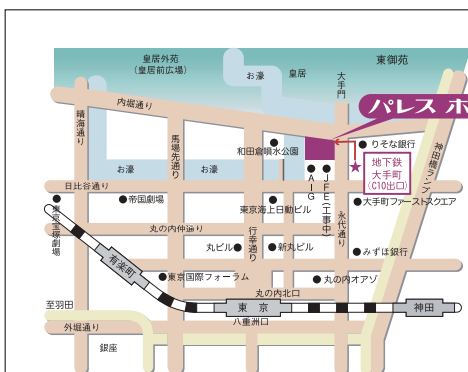 皇居外苑
(皇居前広場)
お濠
皇居
東御苑
大手門
内堀通り
パレス ホ
晴海通り
馬場先通り
和田倉噴水公園
りそな銀行
神田橋ランプ
地下鉄
大手町
(C10出口)
お濠
お濠
AIG
JFE(工事中)
日比谷通り
帝国劇場
東京海上日動ビル
大手町ファーストスクエア
東京宝塚劇場
丸の内仲通り
行幸通り
永代通り
丸ビル
新丸ビル
みずほ銀行
有楽町
東京国際フォーラム
丸の内オアゾ
丸の内北口
至羽田
東京
神田
外堀通り
八重洲口
銀座